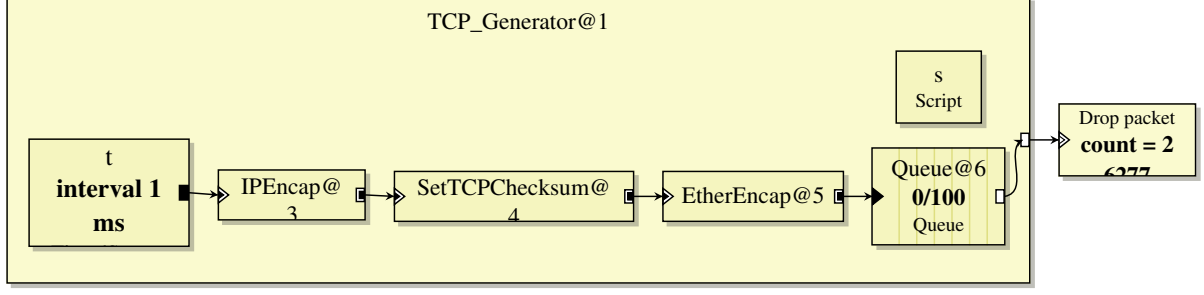 TCP_Generator@1
s
Script
t
interval 1
ms
IPEncap@
3
SetTCPChecksum@
4
EtherEncap@5
Queue@6
0/100
Queue
Drop packet
count = 2
6277